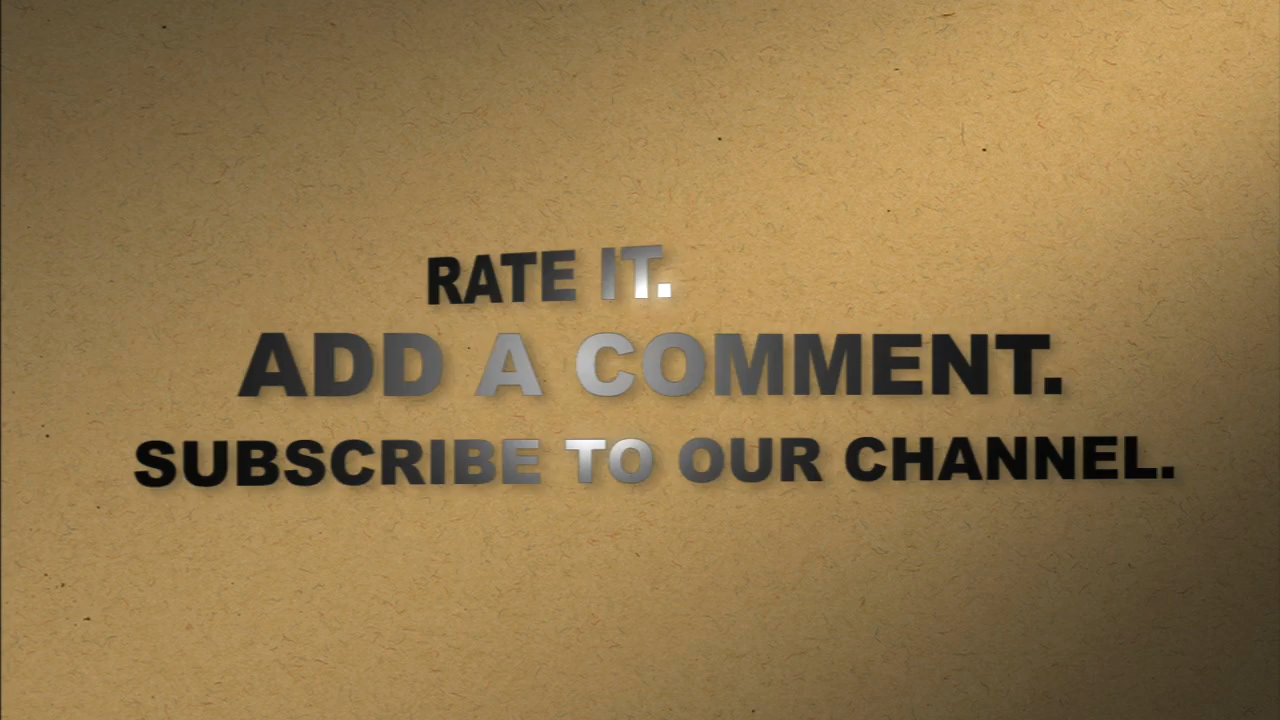 RATE IT.
ADD A COMMENT.
SUBSCRIBE TO OUR CHANNEL.